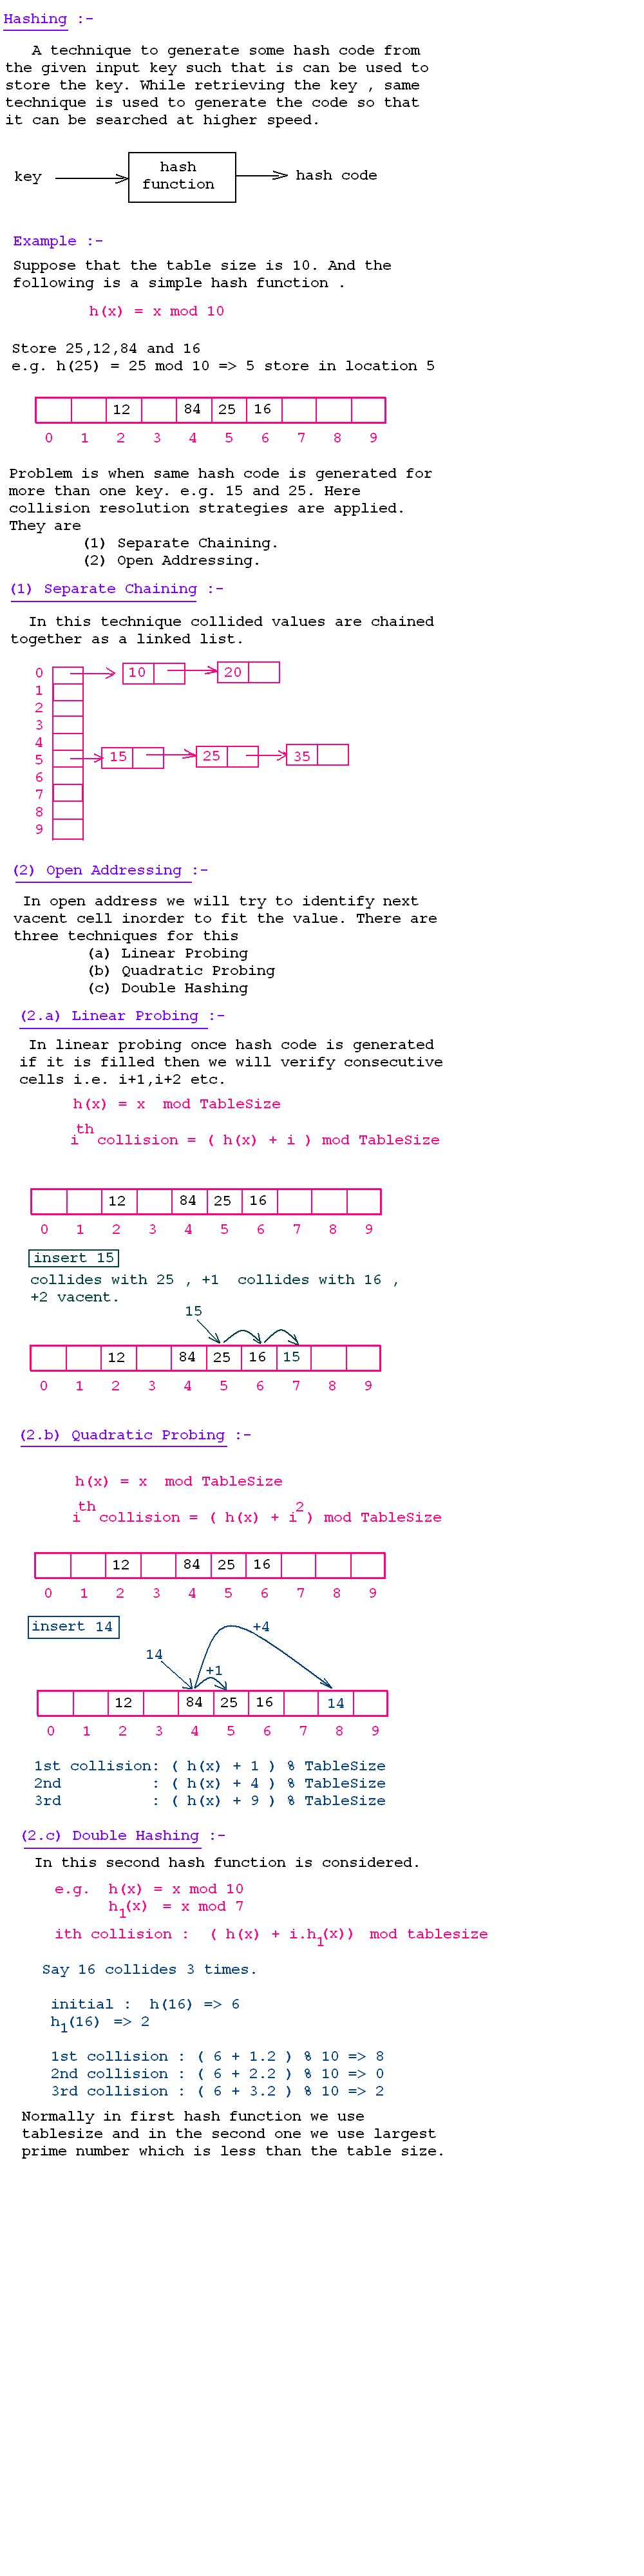 Hashing :-
A technique to generate some hash code from
the given input key such that is can be used to
store the key. While retrieving the key , same
technique is used to generate the code so that
it can be searched at higher speed.
key
hash
function
hash code
Example :-
Suppose that the table size is 10. And the
following is a simple hash function .
h(x) = x mod 10
Store 25,12,84 and 16
e.g. h(25) = 25 mod 10 => 5 store in location 5
12 84 25 16
0 1 2 3 4 5 6 7 8 9
Problem is when same hash code is generated for
more than one key. e.g. 15 and 25. Here
collision resolution strategies are applied.
They are
(1) Separate Chaining.
(2) Open Addressing.
(1) Separate Chaining :-
In this technique collided values are chained
together as a linked list.
0 10 20
1
2
3
4
5 15 25 35
6
7
8
9
(2) Open Addressing :-
In open address we will try to identify next
vacant cell inorder to fit the value. There are
three techniques for this
(a) Linear Probing
(b) Quadratic Probing
(c) Double Hashing
(2.a) Linear Probing :-
In linear probing once hash code is generated
if it is filled then we will verify consecutive
cells i.e. i+1,i+2 etc.
h(x) = x mod TableSize
i th collision = ( h(x) + i ) mod TableSize
12 84 25 16
0 1 2 3 4 5 6 7 8 9
insert 15
collides with 25 , +1 collides with 16 ,
+2 vacent.
15
12 84 25 16 15
0 1 2 3 4 5 6 7 8 9
(2.b) Quadratic Probing :-
h(x) = x mod TableSize
i th collision = ( h(x) + i 2 ) mod TableSize
12 84 25 16
0 1 2 3 4 5 6 7 8 9
insert 14
+4
14
+1
12 84 25 16 14
0 1 2 3 4 5 6 7 8 9
1st collision: ( h(x) + 1 ) % TableSize
2nd : ( h(x) + 4 ) % TableSize
3rd : ( h(x) + 9 ) % TableSize
(2.c) Double Hashing :-
In this second hash function is considered.
e.g. h(x) = x mod 10
h1(x) = x mod 7
ith collision : ( h(x) + i.h1(x)) mod tablesize
Say 16 collides 3 times.
initial : h(16) => 6
h1(16) => 2
1st collision : ( 6 + 1.2 ) % 10 => 8
2nd collision : ( 6 + 2.2 ) % 10 => 0
3rd collision : ( 6 + 3.2 ) % 10 => 2
Normally in first hash function we use
tablesize and in the second one we use largest
prime number which is less than the table size.